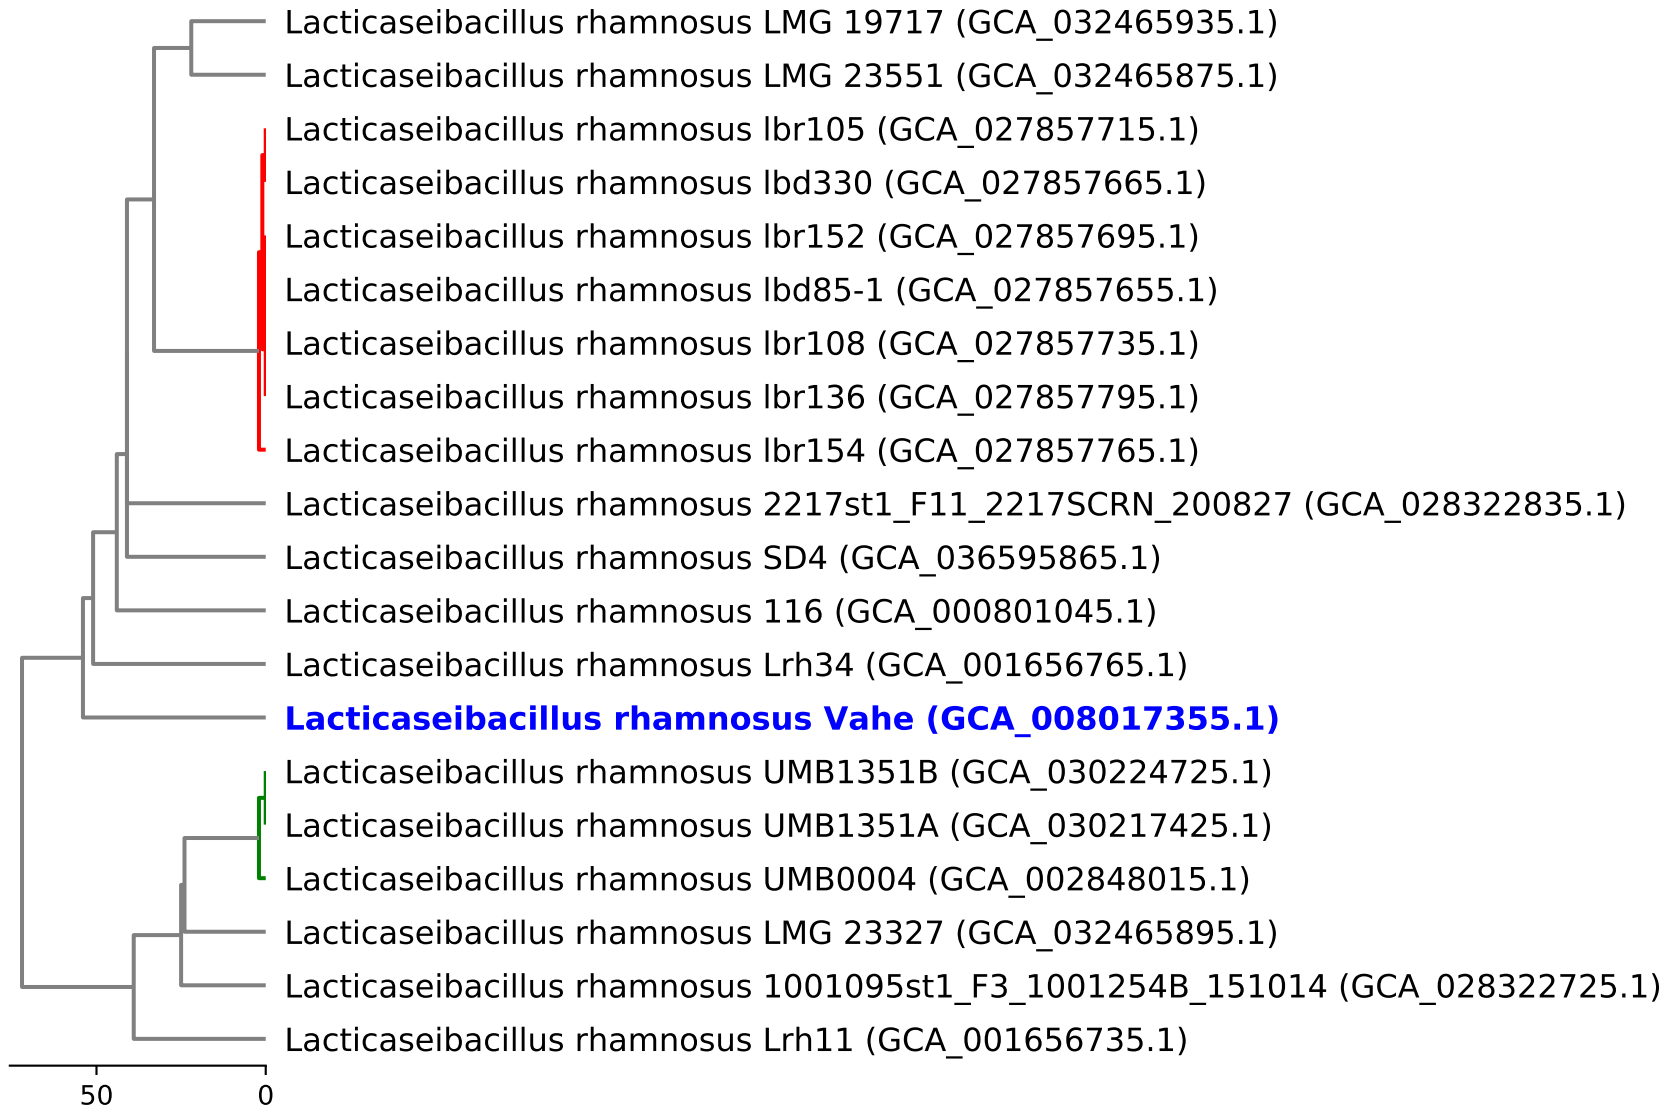 Lacticaseibacillus rhamnosus LMG 19717 (GCA_032465935.1)
Lacticaseibacillus rhamnosus LMG 23551 (GCA_032465875.1)
Lacticaseibacillus rhamnosus lbr105 (GCA_027857715.1)
Lacticaseibacillus rhamnosus lbd330 (GCA_027857665.1)
Lacticaseibacillus rhamnosus lbr152 (GCA_027857695.1)
Lacticaseibacillus rhamnosus lbd85-1 (GCA_027857655.1)
Lacticaseibacillus rhamnosus lbr108 (GCA_027857735.1)
Lacticaseibacillus rhamnosus lbr136 (GCA_027857795.1)
Lacticaseibacillus rhamnosus lbr154 (GCA_027857765.1)
Lacticaseibacillus rhamnosus 2217st1_F11_2217SCRN_200827 (GCA_028322835.1)
Lacticaseibacillus rhamnosus SD4 (GCA_036595865.1)
Lacticaseibacillus rhamnosus 116 (GCA_000801045.1)
Lacticaseibacillus rhamnosus Lrh34 (GCA_001656765.1)
Lacticaseibacillus rhamnosus Vahe (GCA_008017355.1)
Lacticaseibacillus rhamnosus UMB1351B (GCA_030224725.1)
Lacticaseibacillus rhamnosus UMB1351A (GCA_030217425.1)
Lacticaseibacillus rhamnosus UMB0004 (GCA_002848015.1)
Lacticaseibacillus rhamnosus LMG 23327 (GCA_032465895.1)
Lacticaseibacillus rhamnosus 1001095st1_F3_1001254B_151014 (GCA_028322725.1)
Lacticaseibacillus rhamnosus Lrh11 (GCA_001656735.1)
50 0